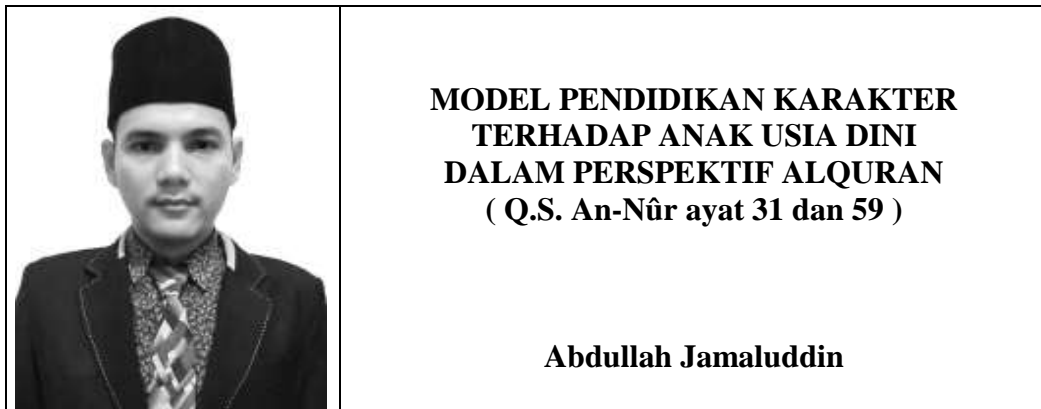 MODEL PENDIDIKAN KARAKTER
TERHADAP ANAK USIA DINI
DALAM PERSPEKTIF ALQURAN
( Q.S. An-Nûr ayat 31 dan 59 )
Abdullah Jamaluddin